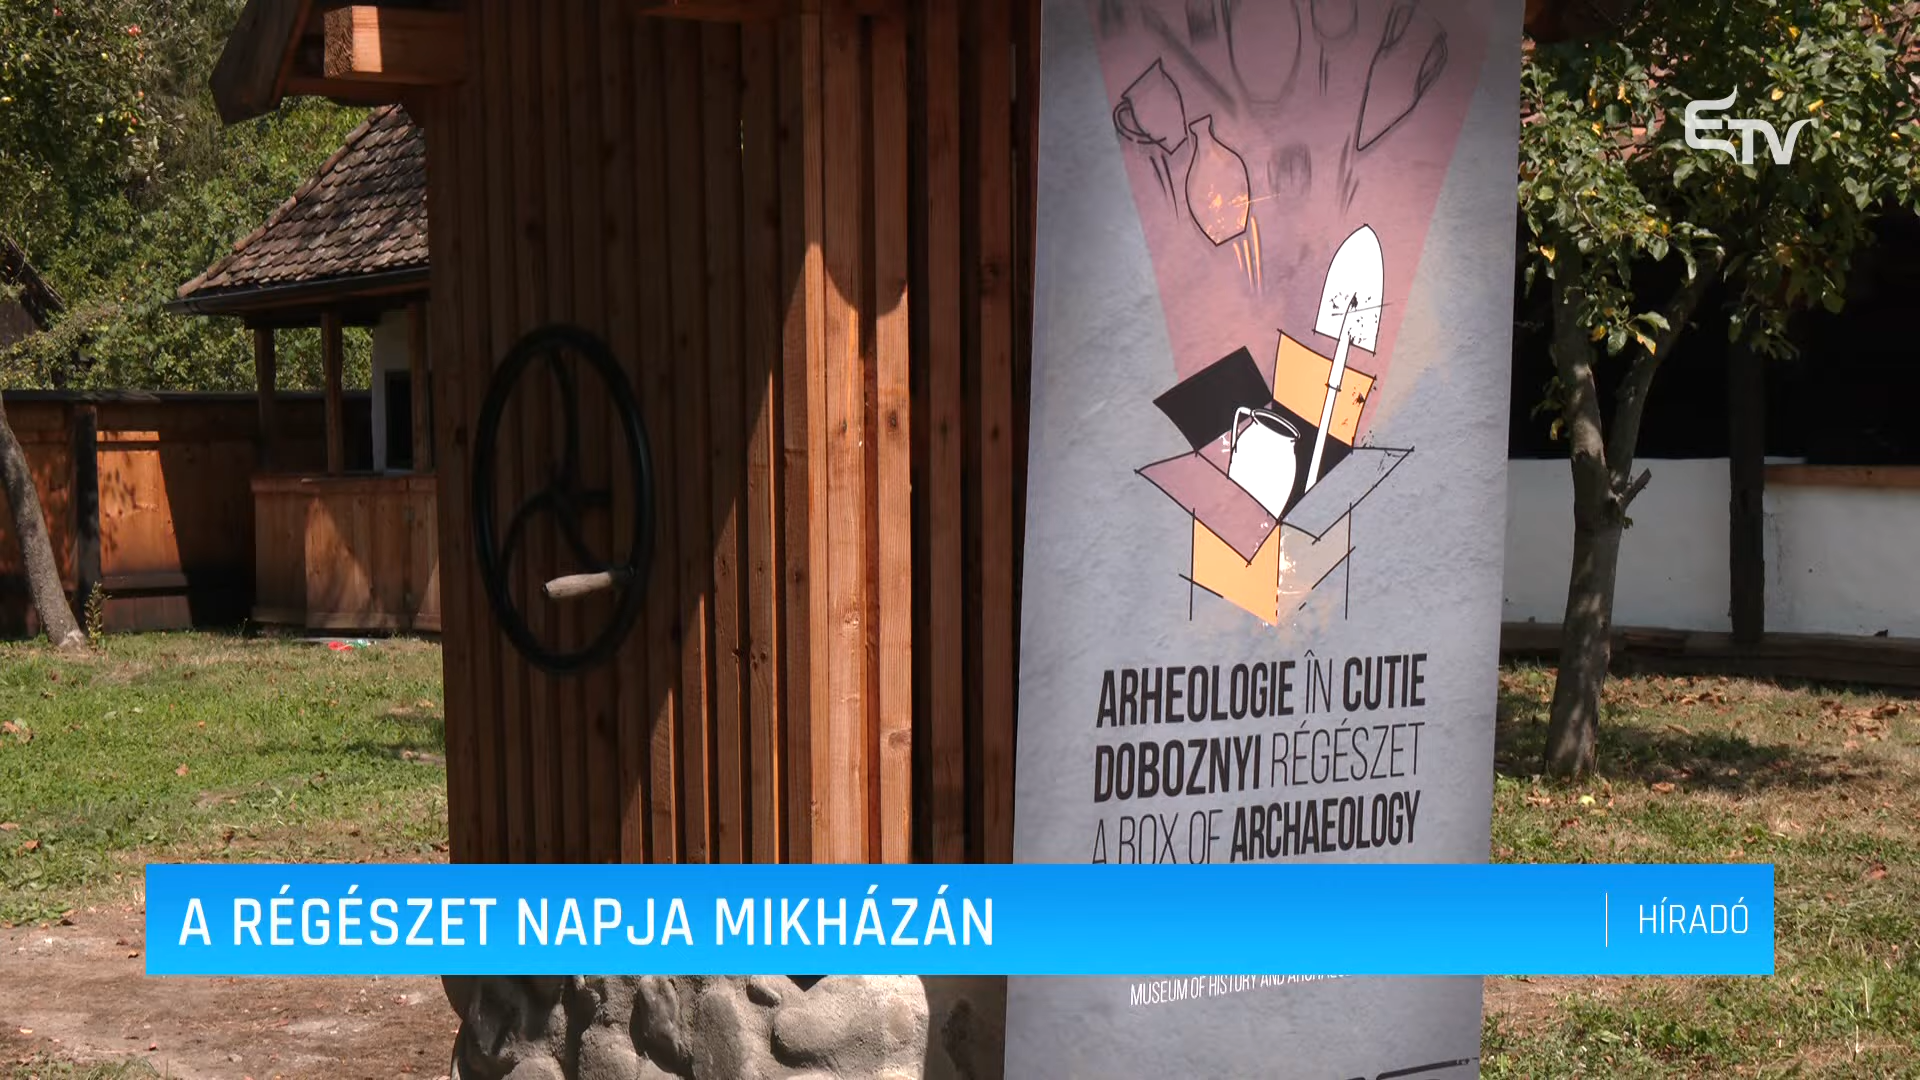 ETV
ARHEOLOGIE ÎN CUTIE
DOBOZNYI RÉGÉSZET
A BOX OF ARCHAEOLOGY
A RÉGÉSZET NAPJA MIKHÁZÁN
HÍRADÓ
MUSEUM OF HISTORY AND